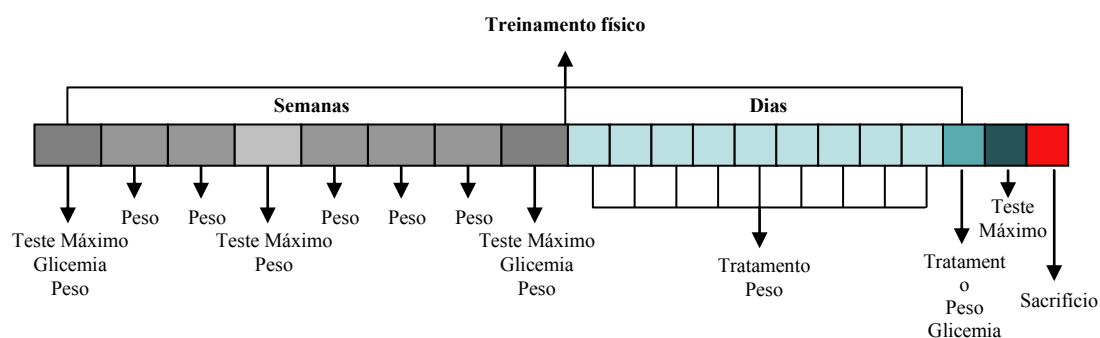 Treinamento físico
Semanas
Dias
Teste Máximo
Glicemia
Peso
Peso
Peso
Teste Máximo
Peso
Peso
Peso
Peso
Teste Máximo
Glicemia
Peso
Tratamento
Peso
Tratament
o
Peso
Glicemia
Teste
Máximo
Sacrifício